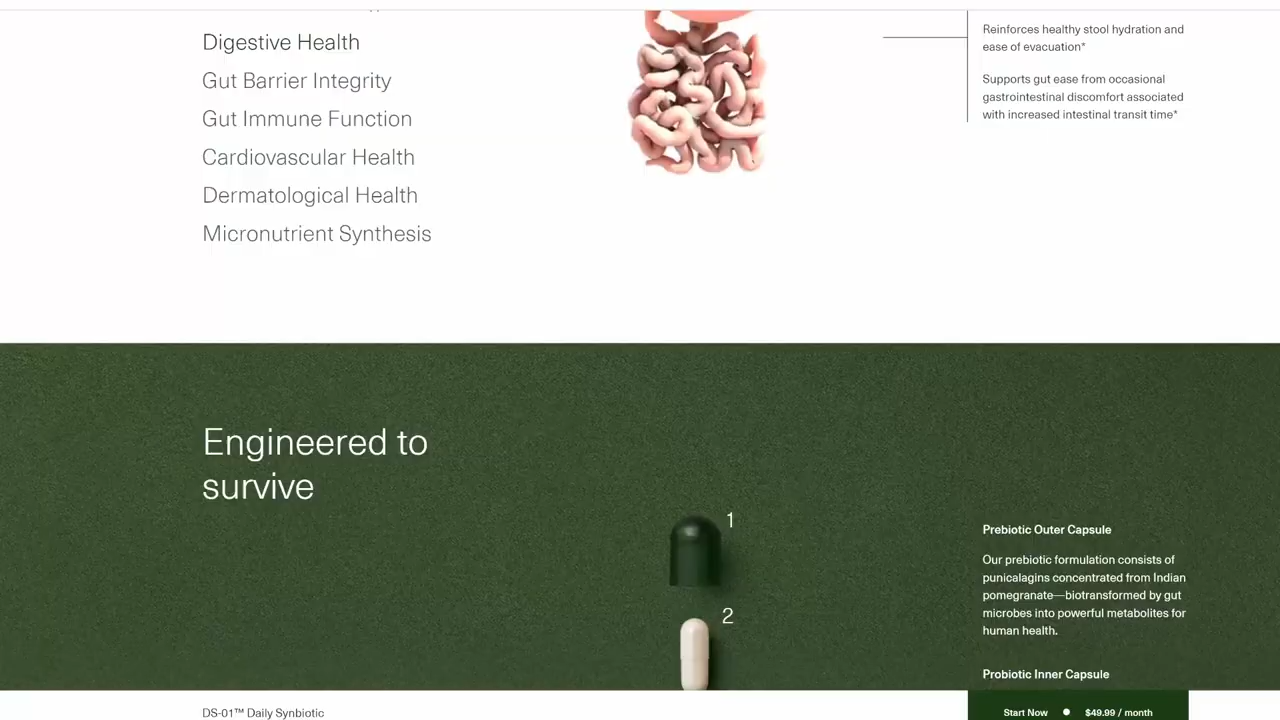 Digestive Health
Gut Barrier Integrity
Gut Immune Function
Cardiovascular Health
Dermatological Health
Micronutrient Synthesis
Reinforces healthy stool hydration and
ease of evacuation*
Supports gut ease from occasional
gastrointestinal discomfort associated
with increased intestinal transit time*
Engineered to
survive
1
2
Prebiotic Outer Capsule
Our prebiotic formulation consists of
punicalagins concentrated from Indian
pomegranate—biotransformed by gut
microbes into powerful metabolites for
human health.
Probiotic Inner Capsule
DS-01™ Daily Synbiotic
Start Now ● $49.99 / month